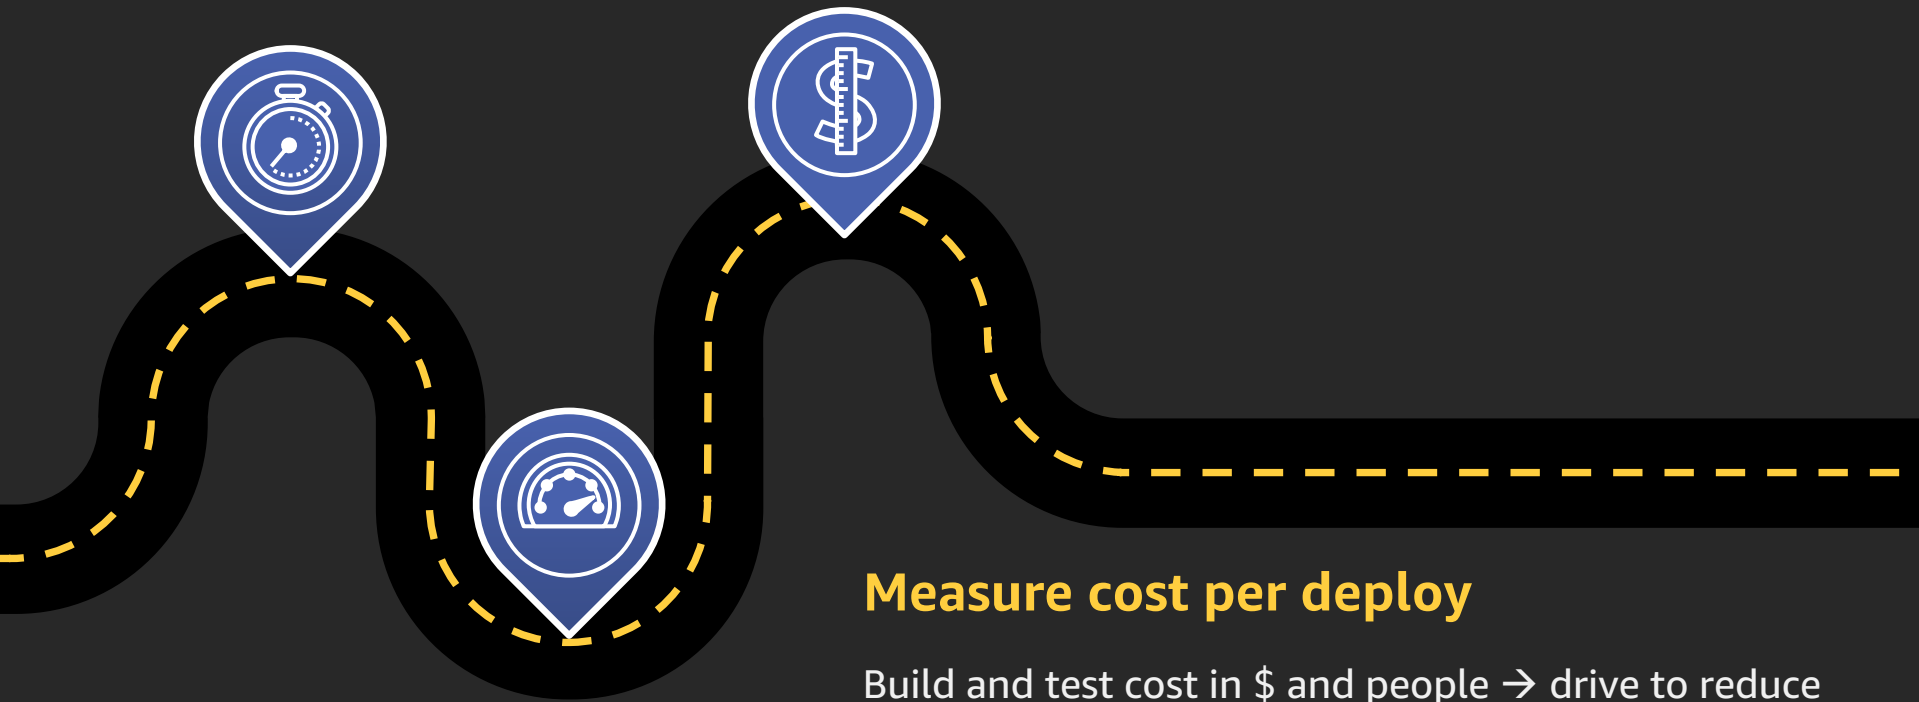 Measure cost per deploy
Build and test cost in $ and people → drive to reduce